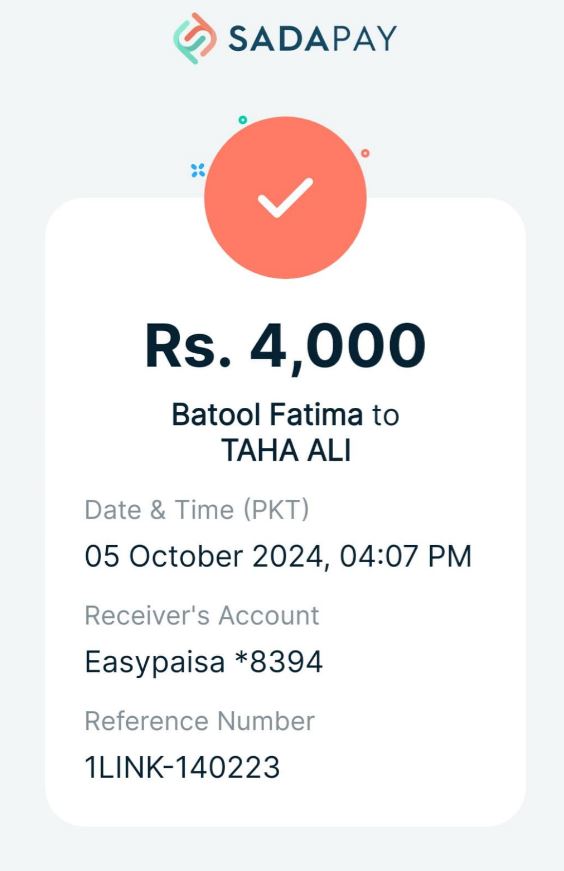 SADAPAY
Rs. 4,000
Batool Fatima to
TAHA ALI
Date & Time (PKT)
05 October 2024, 04:07 PM
Receiver's Account
Easypaisa *8394
Reference Number
1LINK-140223